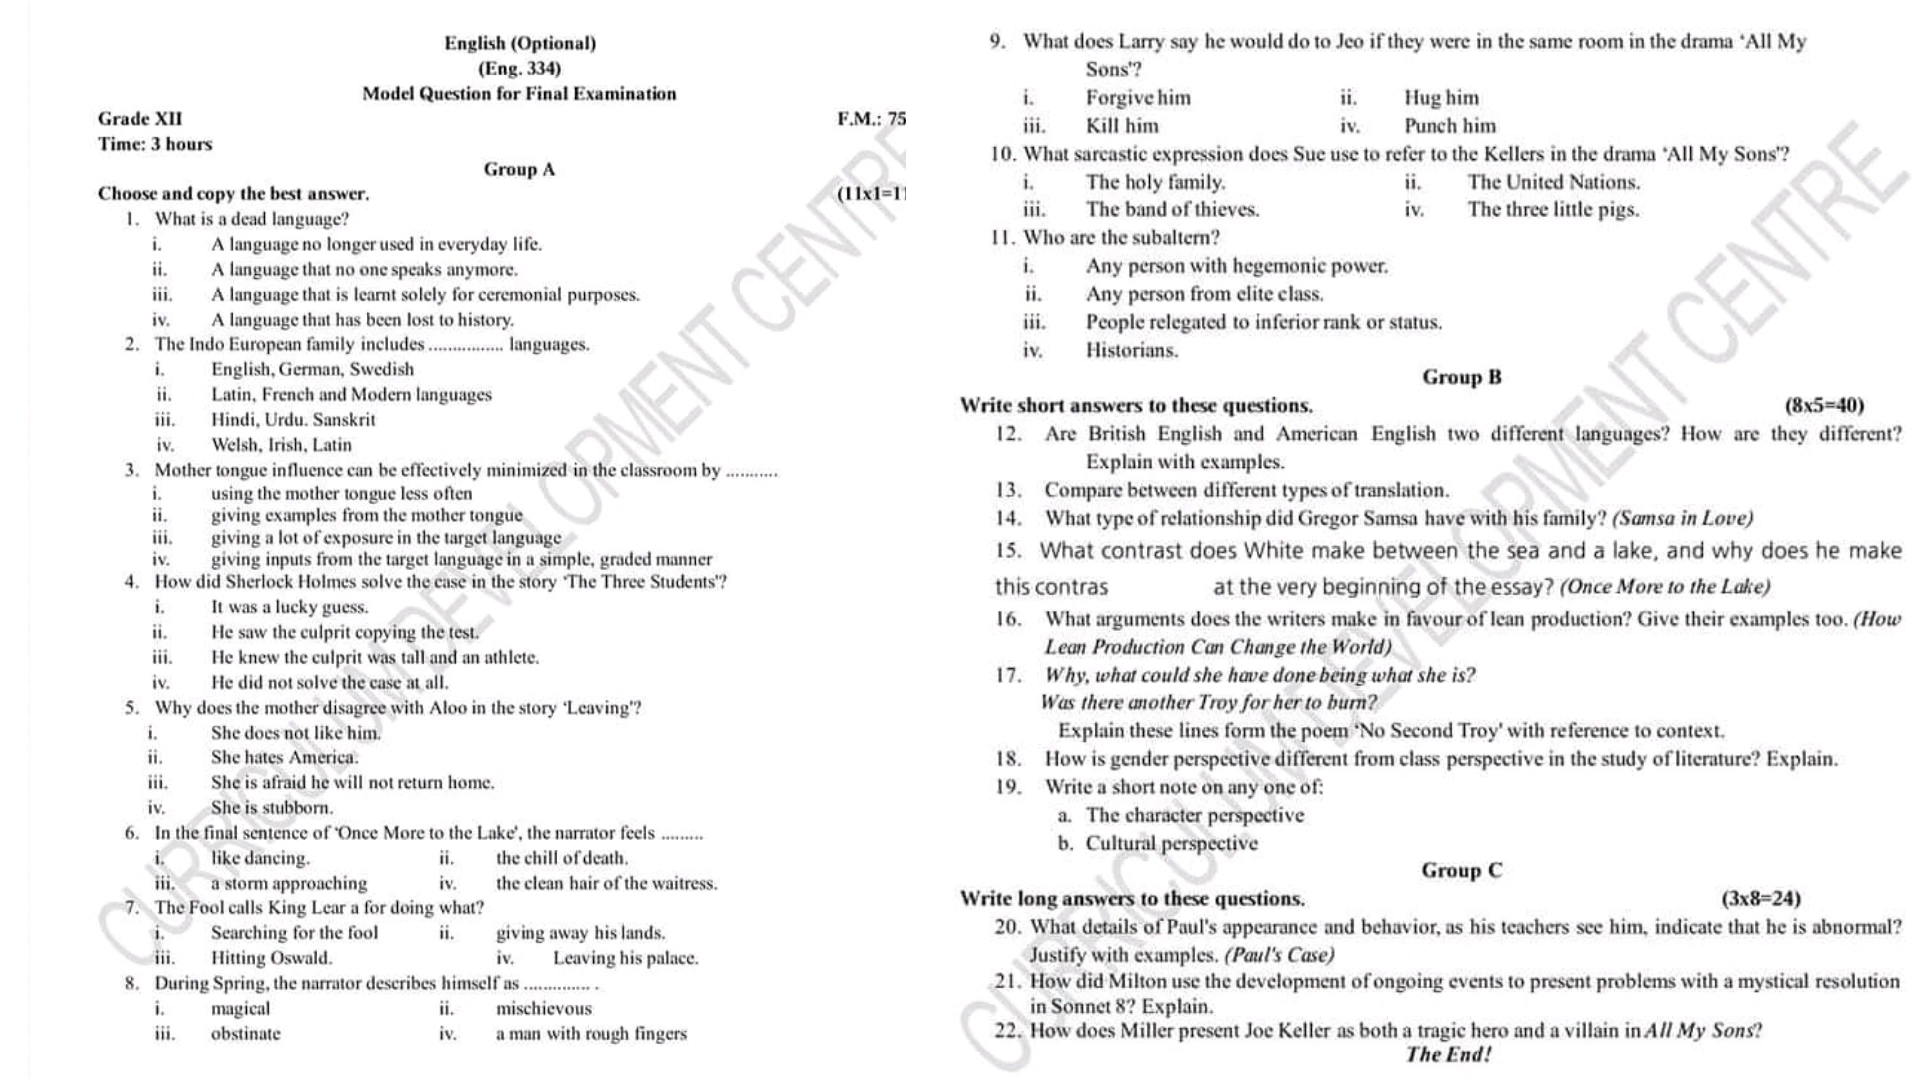 English (Optional)
(Eng. 334)
Model Question for Final Examination
Grade XII F.M.: 75
Time: 3 hours
Group A
Choose and copy the best answer. (11x1=11
1. What is a dead language?
i. A language no longer used in everyday life.
ii. A language that no one speaks anymore.
iii. A language that is learnt solely for ceremonial purposes.
iv. A language that has been lost to history.
2. The Indo European family includes ............... languages.
i. English, German, Swedish
ii. Latin, French and Modern languages
iii. Hindi, Urdu. Sanskrit
iv. Welsh, Irish, Latin
3. Mother tongue influence can be effectively minimized in the classroom by ...........
i. using the mother tongue less often
ii. giving examples from the mother tongue
iii. giving a lot of exposure in the target language
iv. giving inputs from the target language in a simple, graded manner
4. How did Sherlock Holmes solve the case in the story 'The Three Students'?
i. It was a lucky guess.
ii. He saw the culprit copying the test.
iii. He knew the culprit was tall and an athlete.
iv. He did not solve the case at all.
5. Why does the mother disagree with Aloo in the story 'Leaving'?
i. She does not like him.
ii. She hates America.
iii. She is afraid he will not return home.
iv. She is stubborn.
6. In the final sentence of 'Once More to the Lake', the narrator feels .........
i. like dancing. ii. the chill of death.
iii. a storm approaching iv. the clean hair of the waitress.
7. The Fool calls King Lear a for doing what?
i. Searching for the fool ii. giving away his lands.
iii. Hitting Oswald. iv. Leaving his palace.
8. During Spring, the narrator describes himself as .............. .
i. magical ii. mischievous
iii. obstinate iv. a man with rough fingers
CURRICULUM DEVELOPMENT CENTRE
9. What does Larry say he would do to Jeo if they were in the same room in the drama 'All My
Sons'?
i. Forgive him ii. Hug him
iii. Kill him iv. Punch him
10. What sarcastic expression does Sue use to refer to the Kellers in the drama 'All My Sons'?
i. The holy family. ii. The United Nations.
iii. The band of thieves. iv. The three little pigs.
11. Who are the subaltern?
i. Any person with hegemonic power.
ii. Any person from elite class.
iii. People relegated to inferior rank or status.
iv. Historians.
Group B
Write short answers to these questions. (8x5=40)
12. Are British English and American English two different languages? How are they different?
Explain with examples.
13. Compare between different types of translation.
14. What type of relationship did Gregor Samsa have with his family? (Samsa in Love)
15. What contrast does White make between the sea and a lake, and why does he make
this contras at the very beginning of the essay? (Once More to the Lake)
16. What arguments does the writers make in favour of lean production? Give their examples too. (How
Lean Production Can Change the World)
17. Why, what could she have done being what she is?
Was there another Troy for her to burn?
Explain these lines form the poem 'No Second Troy' with reference to context.
18. How is gender perspective different from class perspective in the study of literature? Explain.
19. Write a short note on any one of:
a. The character perspective
b. Cultural perspective
Group C
Write long answers to these questions. (3x8=24)
20. What details of Paul's appearance and behavior, as his teachers see him, indicate that he is abnormal?
Justify with examples. (Paul's Case)
21. How did Milton use the development of ongoing events to present problems with a mystical resolution
in Sonnet 8? Explain.
22. How does Miller present Joe Keller as both a tragic hero and a villain in All My Sons?
The End!
CURRICULUM DEVELOPMENT CENTRE